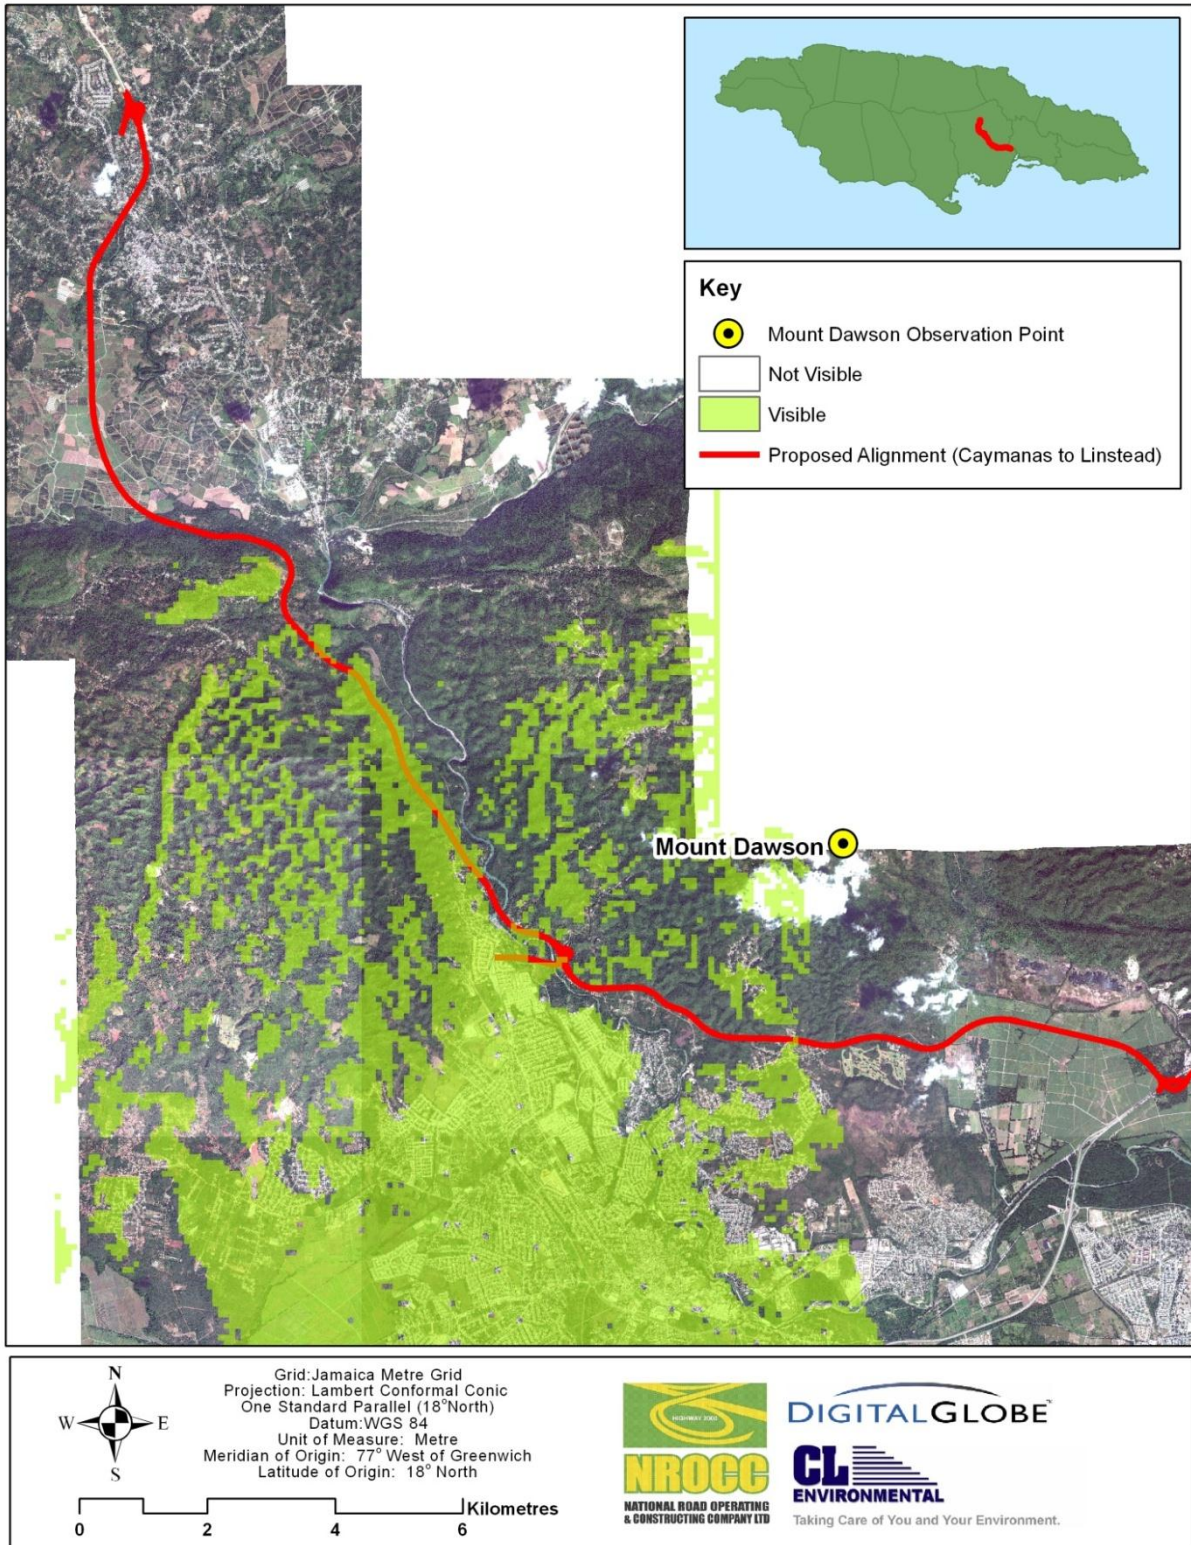 Key
Mount Dawson Observation Point
Not Visible
Visible
Proposed Alignment (Caymanas to Linstead)
Mount Dawson
N
W
E
S
Grid:Jamaica Metre Grid
Projection: Lambert Conformal Conic
One Standard Parallel (18°North)
Datum:WGS 84
Unit of Measure: Metre
Meridian of Origin: 77° West of Greenwich
Latitude of Origin: 18° North
Kilometres
0 2 4 6
HIGHWAY 2000
NROCC
NATIONAL ROAD OPERATING
& CONSTRUCTING COMPANY LTD
DIGITALGLOBE™
CL
ENVIRONMENTAL
Taking Care of You and Your Environment.